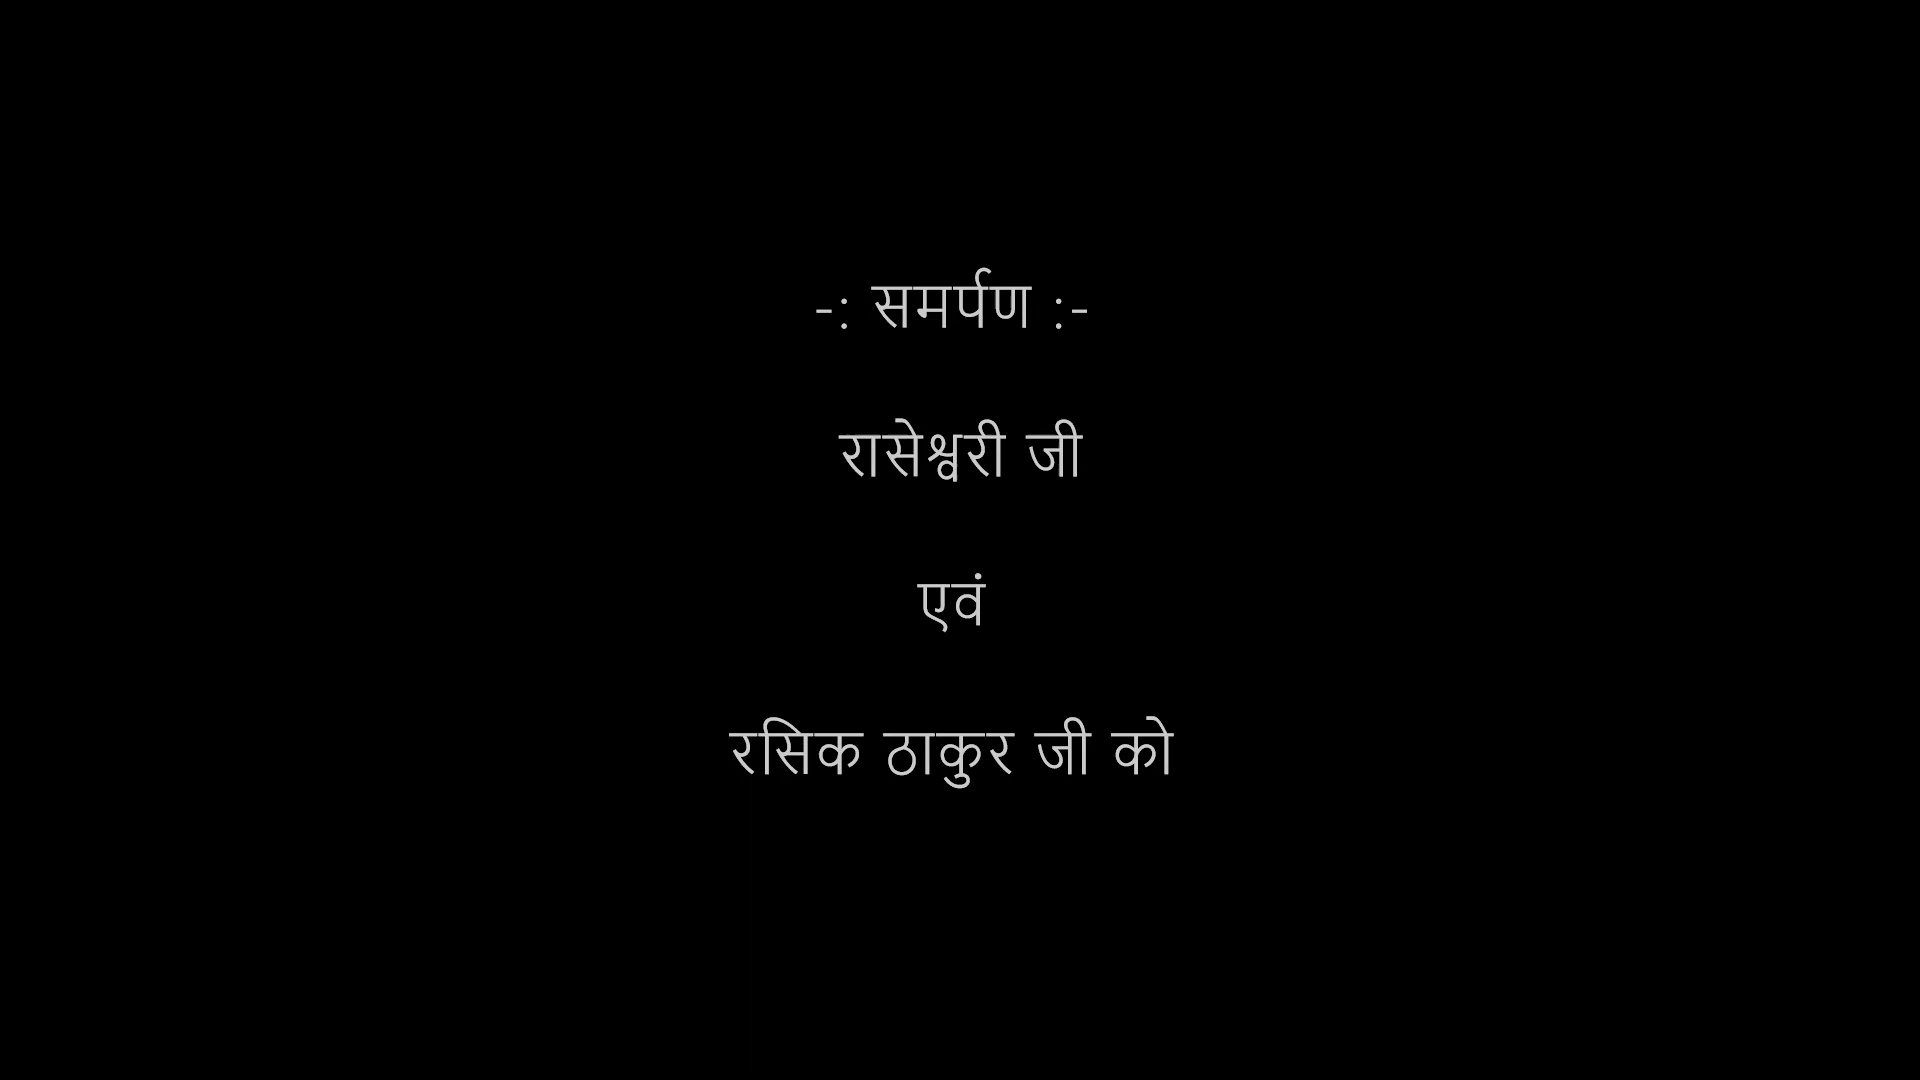 -: समर्पण :-
रासेश्वरी जी
एवं
रसिक ठाकुर जी को